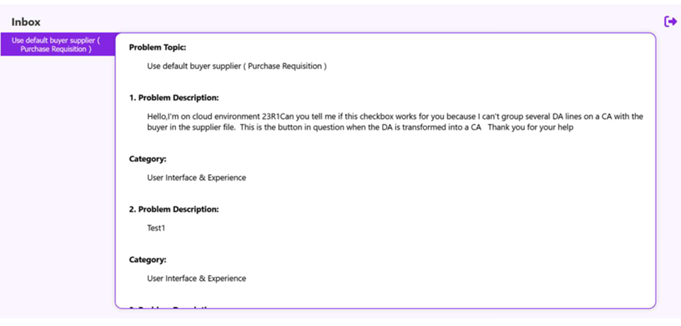 Inbox
Use default buyer supplier (
Purchase Requisition )
Problem Topic:
Use default buyer supplier ( Purchase Requisition )
1. Problem Description:
Hello,I'm on cloud environment 23R1Can you tell me if this checkbox works for you because I can't group several DA lines on a CA with the
buyer in the supplier file.  This is the button in question when the DA is transformed into a CA   Thank you for your help
Category:
User Interface & Experience
2. Problem Description:
Test1
Category:
User Interface & Experience